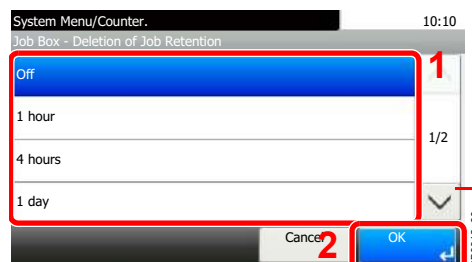 System Menu/Counter. 10:10
Job Box - Deletion of Job Retention
Off
1
1 hour
1/2
4 hours
1 day
Cancel 2 OK